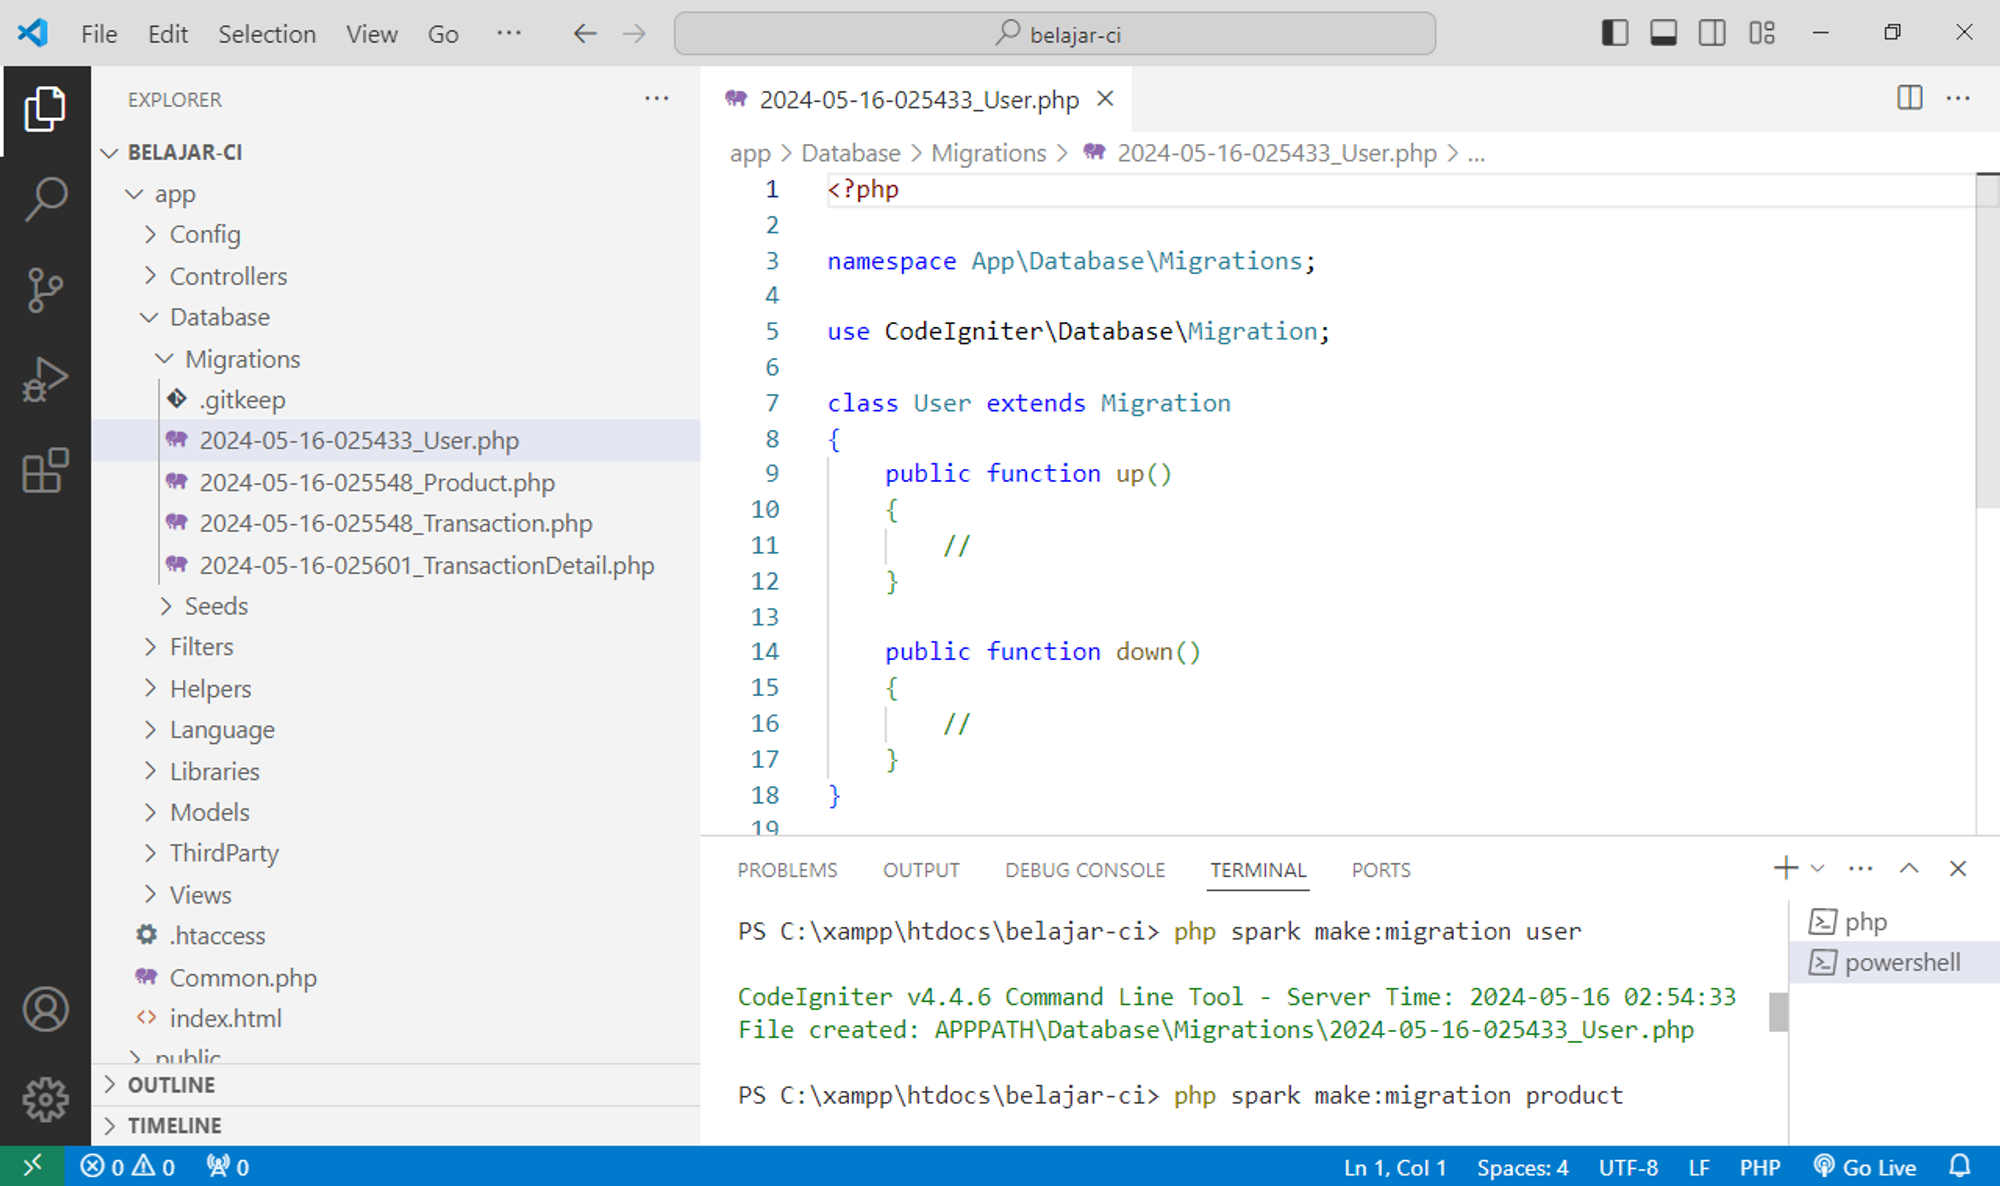 File Edit Selection View Go ...
belajar-ci
EXPLORER
BELAJAR-CI
app
Config
Controllers
Database
Migrations
.gitkeep
2024-05-16-025433_User.php
2024-05-16-025548_Product.php
2024-05-16-025548_Transaction.php
2024-05-16-025601_TransactionDetail.php
Seeds
Filters
Helpers
Language
Libraries
Models
ThirdParty
Views
.htaccess
Common.php
index.html
public
OUTLINE
TIMELINE
2024-05-16-025433_User.php
app > Database > Migrations > 2024-05-16-025433_User.php > ...
1 <?php
2
3 namespace App\Database\Migrations;
4
5 use CodeIgniter\Database\Migration;
6
7 class User extends Migration
8 {
9 public function up()
10 {
11 //
12 }
13
14 public function down()
15 {
16 //
17 }
18 }
19
PROBLEMS OUTPUT DEBUG CONSOLE TERMINAL PORTS
PS C:\xampp\htdocs\belajar-ci> php spark make:migration user
CodeIgniter v4.4.6 Command Line Tool - Server Time: 2024-05-16 02:54:33
File created: APPPATH\Database\Migrations\2024-05-16-025433_User.php
PS C:\xampp\htdocs\belajar-ci> php spark make:migration product
php
powershell
0 0 0 Ln 1, Col 1 Spaces: 4 UTF-8 LF PHP Go Live